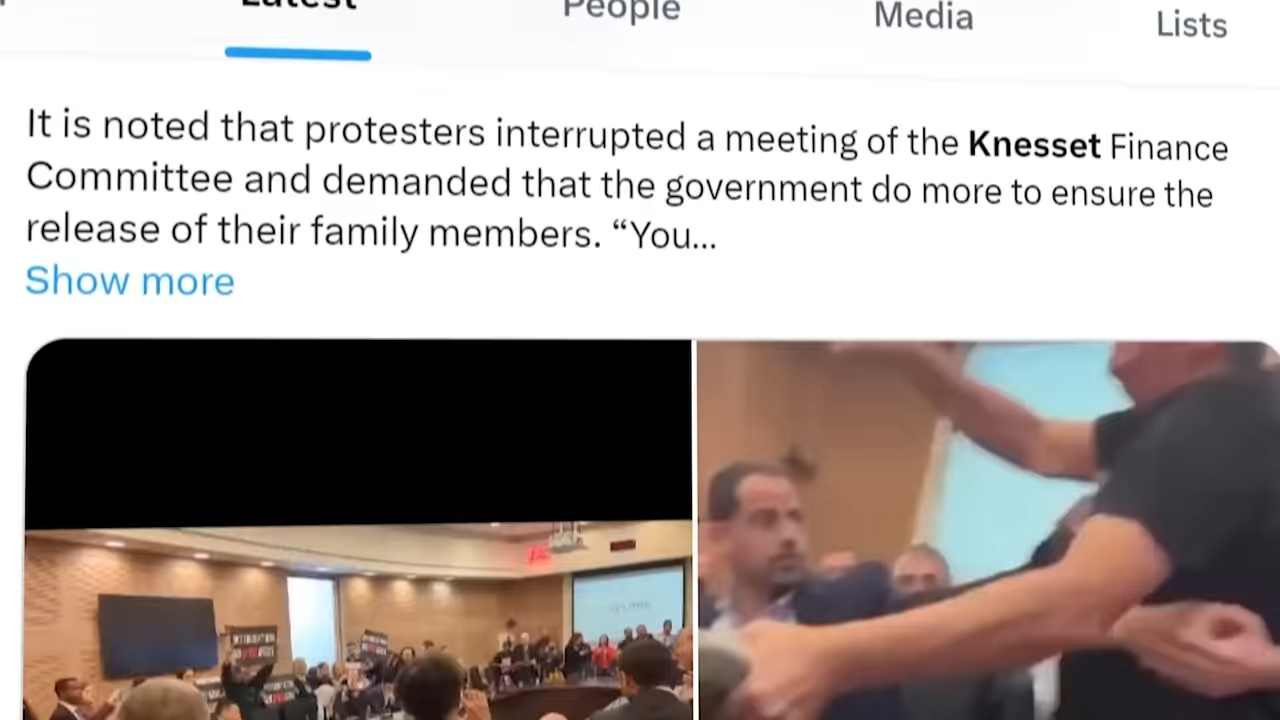 Latest
People
Media
Lists
It is noted that protesters interrupted a meeting of the Knesset Finance
Committee and demanded that the government do more to ensure the
release of their family members. “You...
Show more